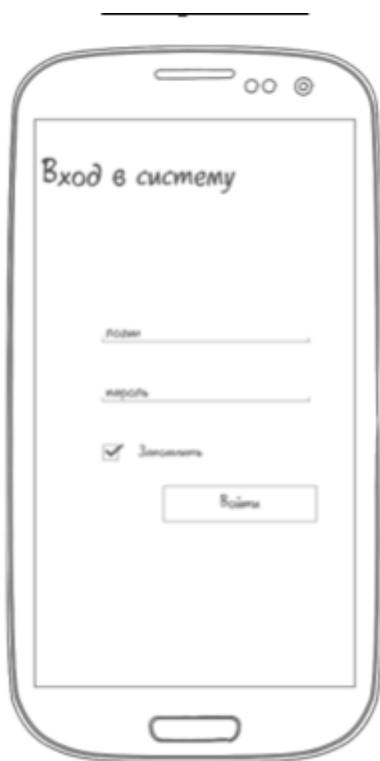 Вход в систему
логин
пароль
Запомнить
Войти